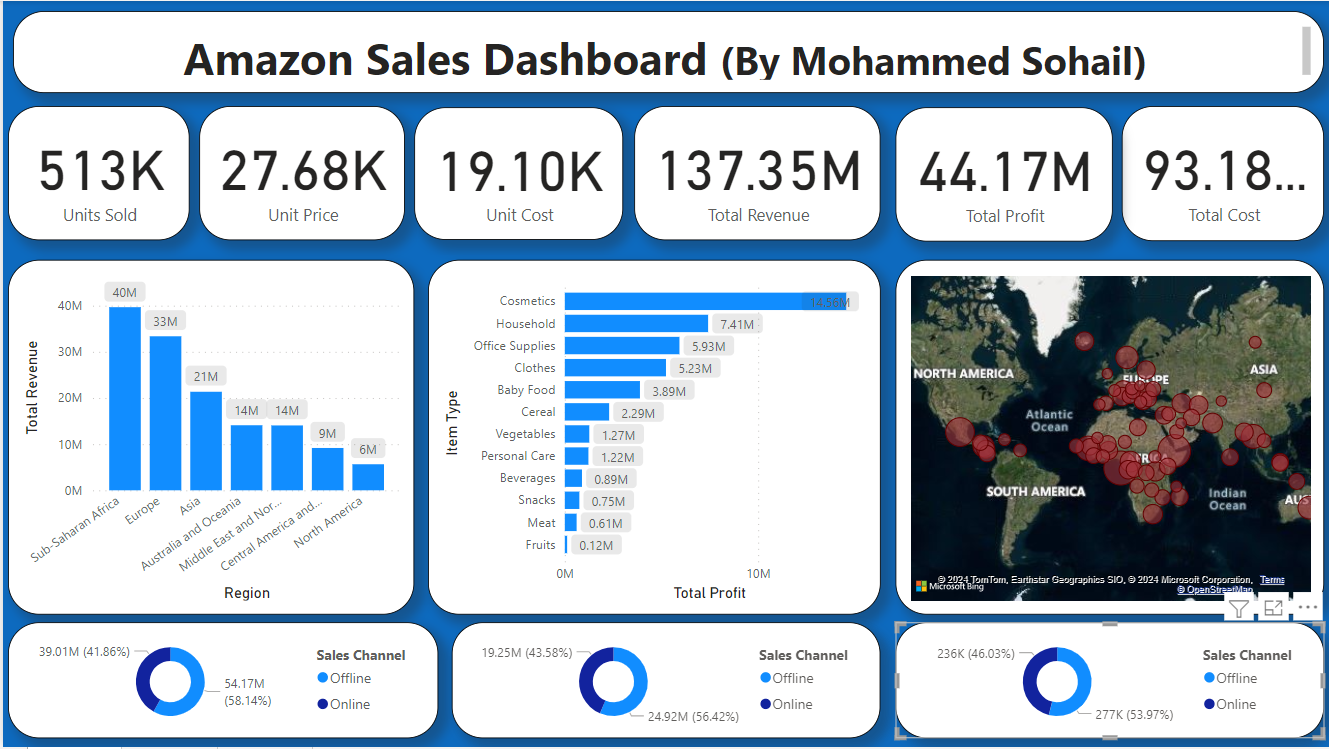 Amazon Sales Dashboard (By Mohammed Sohail)
513K
Units Sold
27.68K
Unit Price
19.10K
Unit Cost
137.35M
Total Revenue
44.17M
Total Profit
93.18...
Total Cost
Total Revenue
40M
30M
20M
10M
0M
40M
33M
21M
14M
14M
9M
6M
Sub-Saharan Africa
Europe
Asia
Australia and Oceania
Middle East and Nor...
Central America and...
North America
Region
Item Type
Cosmetics 14.56M
Household 7.41M
Office Supplies 5.93M
Clothes 5.23M
Baby Food 3.89M
Cereal 2.29M
Vegetables 1.27M
Personal Care 1.22M
Beverages 0.89M
Snacks 0.75M
Meat 0.61M
Fruits 0.12M
0M 10M
Total Profit
NORTH AMERICA
EUROPE
ASIA
Atlantic
Ocean
SOUTH AMERICA
Indian
Ocean
AUS
© 2024 TomTom, Earthstar Geographics SIO, © 2024 Microsoft Corporation, Terms
© OpenStreetMap
Microsoft Bing
39.01M (41.86%)
54.17M
(58.14%)
Sales Channel
Offline
Online
19.25M (43.58%)
24.92M (56.42%)
Sales Channel
Offline
Online
236K (46.03%)
277K (53.97%)
Sales Channel
Offline
Online